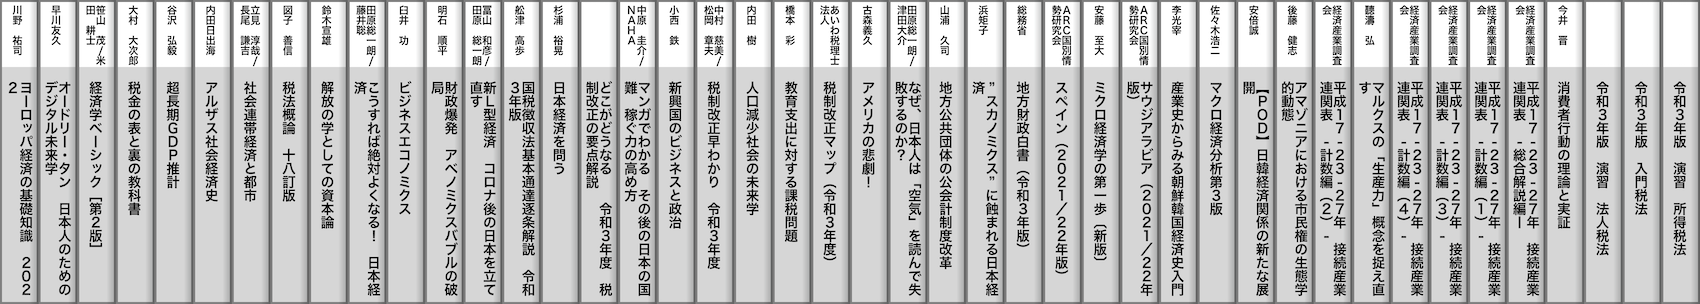 令和3年版　演習　所得税法
令和3年版　入門税法
令和3年版　演習　法人税法
今井　晋
消費者行動の理論と実証
経済産業調査
会
平成17-23-27年　接続産業
連関表　-総合解説編ー
経済産業調査
会
平成17-23-27年　接続産業
連関表　-計数編（1）-
経済産業調査
会
平成17-23-27年　接続産業
連関表　-計数編（3）-
経済産業調査
会
平成17-23-27年　接続産業
連関表　-計数編（4）-
聽濤　弘
マルクスの「生産力」概念を捉え直
す
経済産業調査
会
平成17-23-27年　接続産業
連関表　-計数編（2）-
後藤　健志
アマゾニアにおける市民権の生態学
的動態
安倍誠
【POD】日韓経済関係の新たな展
開
佐々木浩二
マクロ経済分析第3版
李光宰
産業史からみる朝鮮韓国経済史入門
ARC国別情
勢研究会
サウジアラビア（2021／22年
版）
安藤　至大
ミクロ経済学の第一歩〔新版〕
ARC国別情
勢研究会
スペイン（2021／22年版）
総務省
地方財政白書（令和3年版）
浜矩子
”スカノミクス”に蝕まれる日本経
済
山浦　久司
地方公共団体の公会計制度改革
田原総一朗/
津田大介
なぜ、日本人は「空気」を読んで失
敗するのか?
古森義久
アメリカの悲劇!
あいわ税理士
法人
税制改正マップ（令和3年度）
橋本　彩
教育支出に対する課税問題
内田　樹
人口減少社会の未来学
中村　慈美/
松岡　章夫
税制改正早わかり　令和3年度
小西　鉄
新興国のビジネスと政治
中原　圭介/
NAHA
マンガでわかる　その後の日本の国
難　稼ぐ力の高め方
どこがどうなる　　令和3年度　税
制改正の要点解説
杉浦　裕晃
日本経済を問う
舩津　高歩
国税徴収法基本通達逐条解説　令和
3年版
冨山　和彦/
田原　総一朗
新L型経済　コロナ後の日本を立て
直す
明石　順平
財政爆発　アベノミクスバブルの破
局
臼井　功
ビジネスエコノミクス
田原総一朗/
藤井聡
こうすれば絶対よくなる!　日本経
済
鈴木宣雄
解放の学としての資本論
図子　善信
税法概論　十八訂版
立見　淳哉/
長尾　謙吉
社会連帯経済と都市
内田日出海
アルザス社会経済史
谷沢　弘毅
超長期GDP推計
大村　大次郎
税金の表と裏の教科書
笹山　茂/米
田　耕士
経済学ベーシック［第2版］
早川友久
オードリー・タン　日本人のための
デジタル未来学
川野　祐司
ヨーロッパ経済の基礎知識　202
2